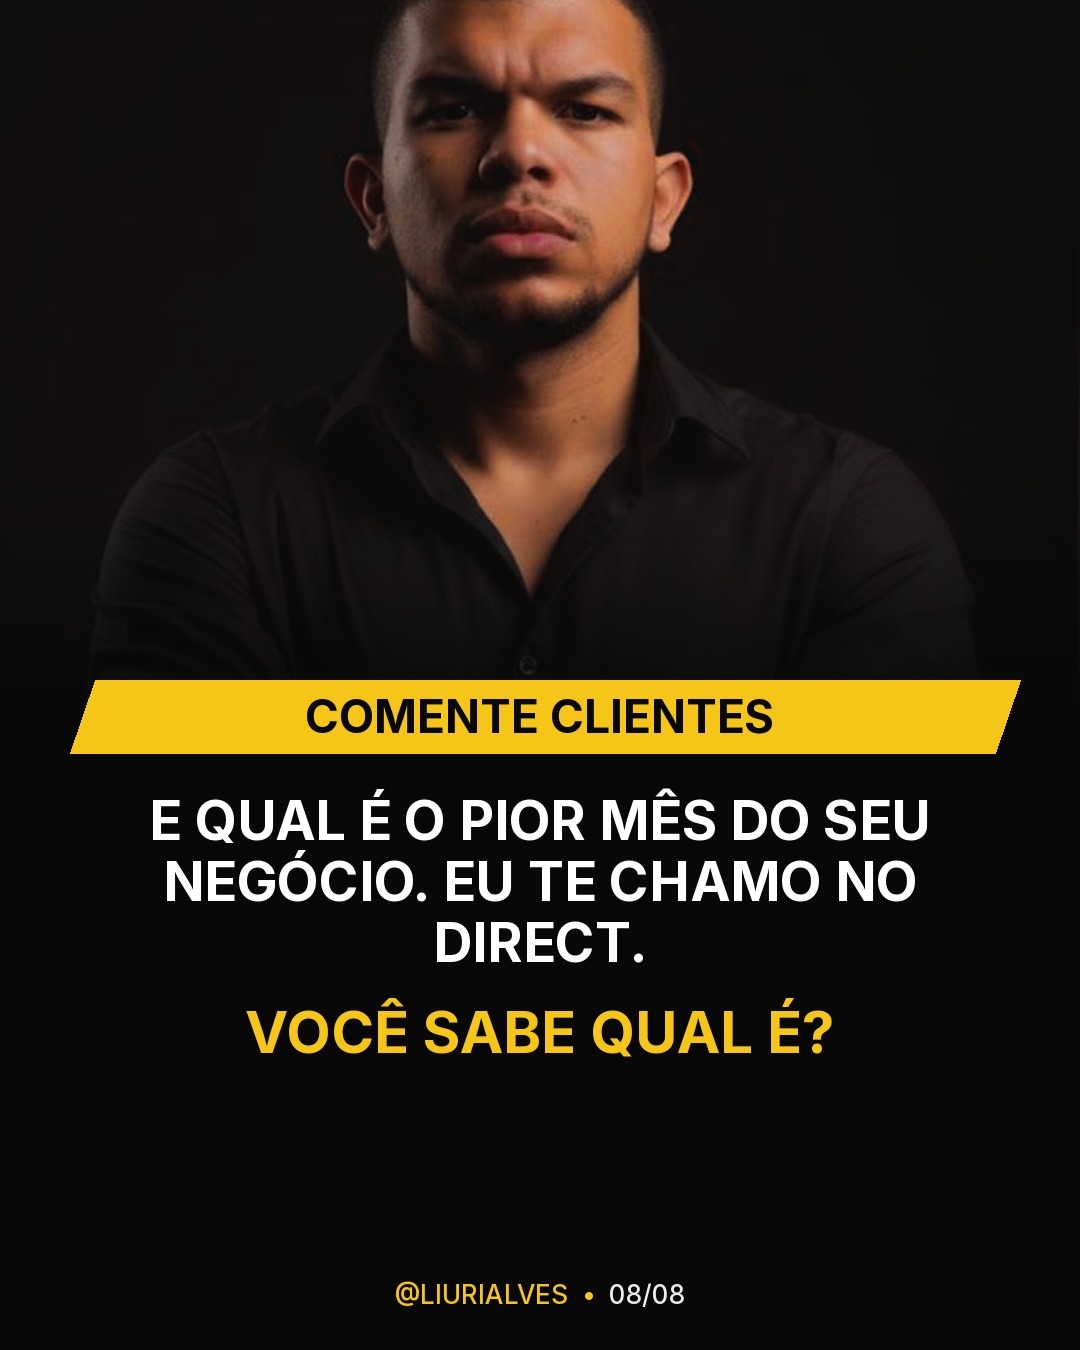 COMENTE CLIENTES
E QUAL É O PIOR MÊS DO SEU
NEGÓCIO. EU TE CHAMO NO
DIRECT.
VOCÊ SABE QUAL É?
@LIURIALVES • 08/08